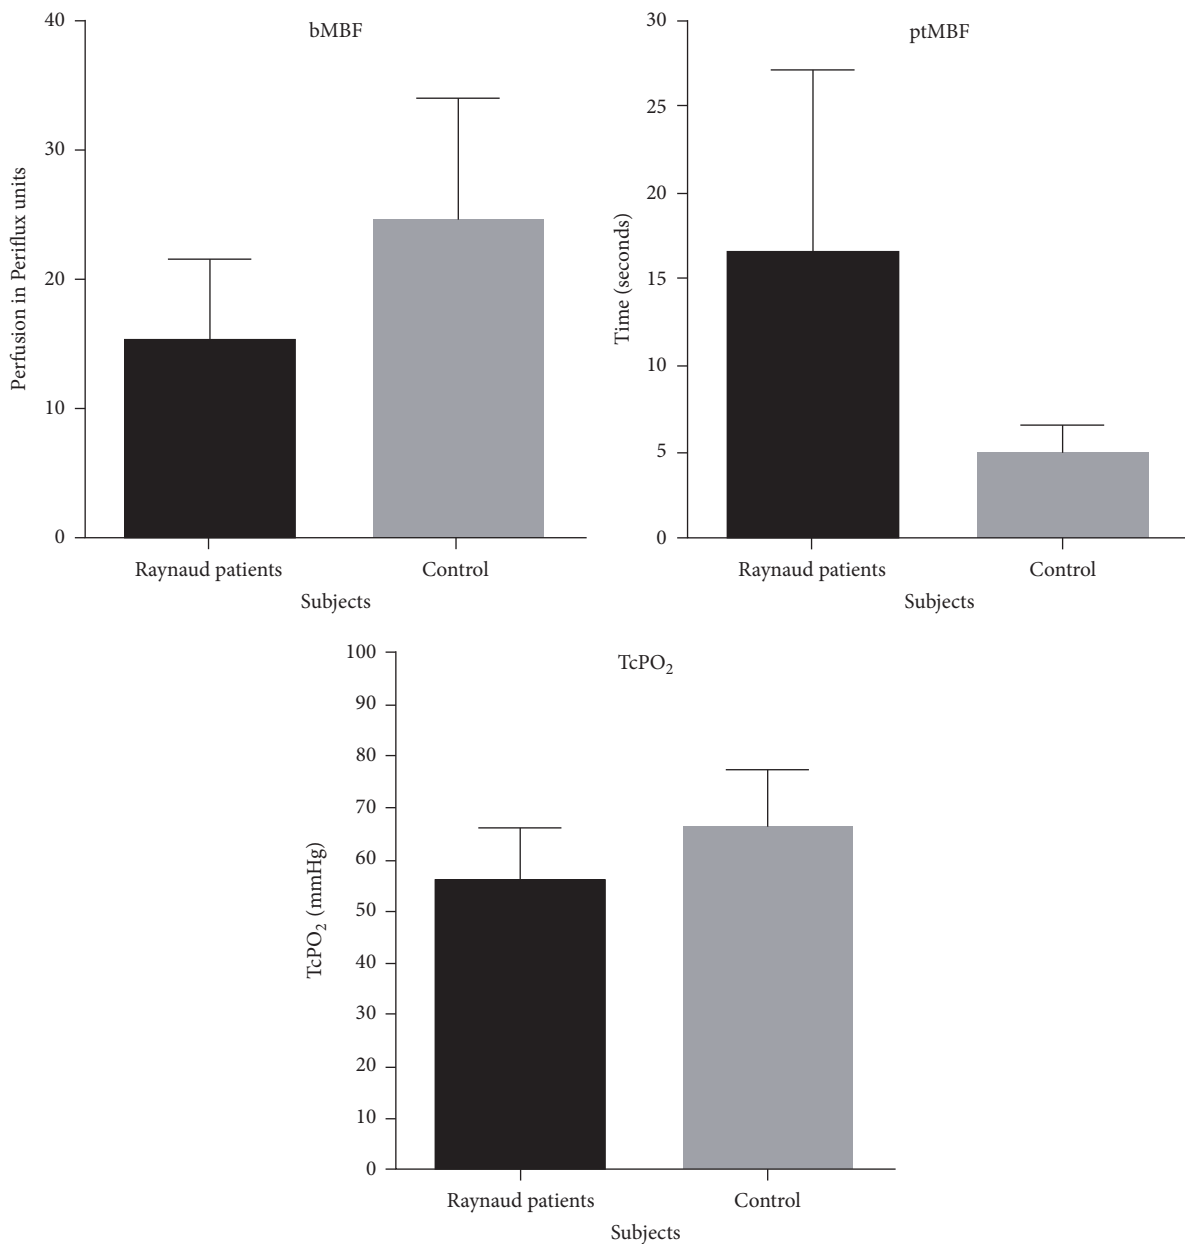 bMBF
Perfusion in Periflux units
40
30
20
10
0
Raynaud patients
Control
Subjects
ptMBF
Time (seconds)
30
25
20
15
10
5
0
Raynaud patients
Control
Subjects
TcPO2
TcPO2 (mmHg)
100
90
80
70
60
50
40
30
20
10
0
Raynaud patients
Control
Subjects